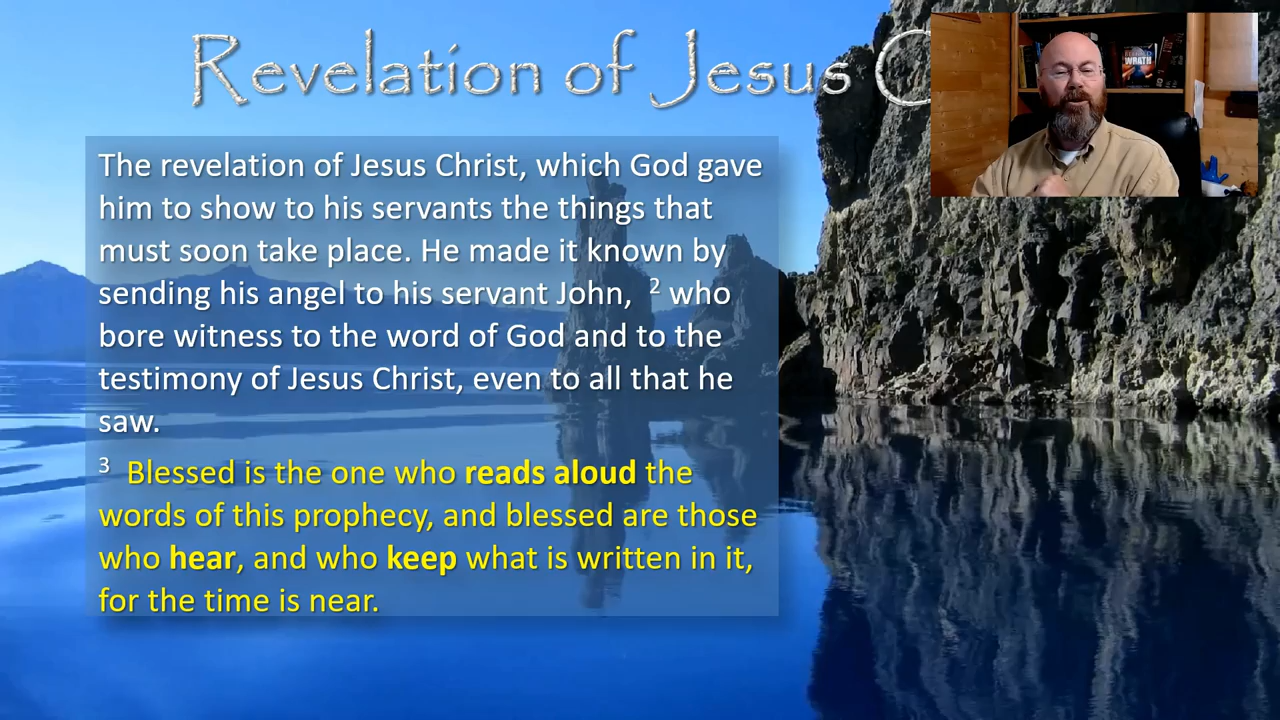 Revelation of Jesus C
WRATH
The revelation of Jesus Christ, which God gave
him to show to his servants the things that
must soon take place. He made it known by
sending his angel to his servant John, ² who
bore witness to the word of God and to the
testimony of Jesus Christ, even to all that he
saw.
³ Blessed is the one who reads aloud the
words of this prophecy, and blessed are those
who hear, and who keep what is written in it,
for the time is near.